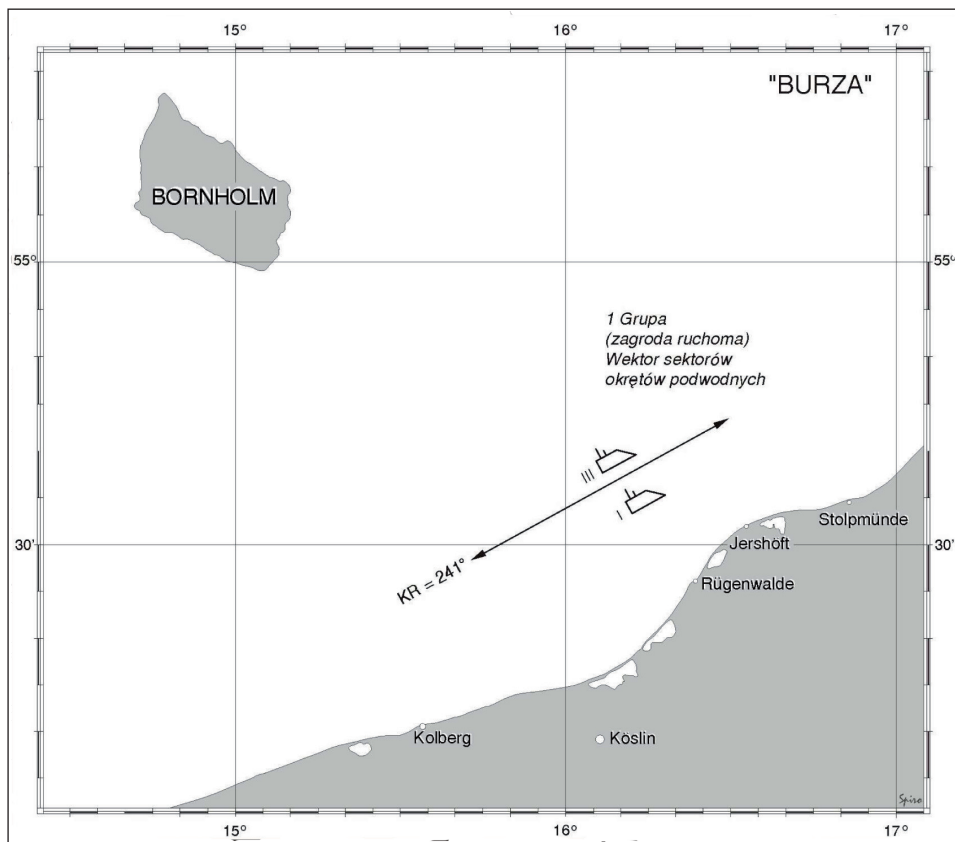 15° 16° 17°
"BURZA"
BORNHOLM
55° 55°
1 Grupa
(zagroda ruchoma)
Wektor sektorów
okrętów podwodnych
III
I
Stolpmünde
30' 30'
Jershöft
KR = 241°
Rügenwalde
Kolberg
Köslin
Spiro
15° 16° 17°